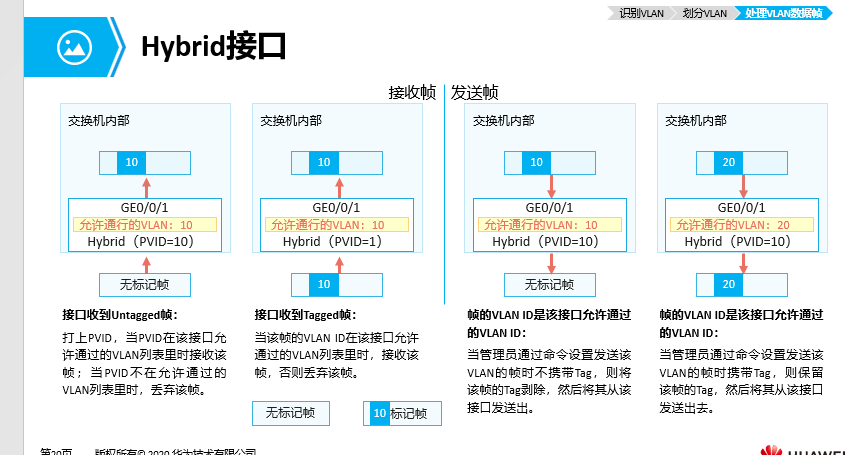 识别VLAN
划分VLAN
处理VLAN数据帧
Hybrid接口
接收帧
发送帧
交换机内部
10
GE0/0/1
允许通行的VLAN：10
Hybrid（PVID=10）
无标记帧
接口收到Untagged帧：
打上PVID，当PVID在该接口允
许通过的VLAN列表里时接收该
帧；当PVID不在允许通过的
VLAN列表里时，丢弃该帧。
交换机内部
10
GE0/0/1
允许通行的VLAN：10
Hybrid（PVID=1）
10
接口收到Tagged帧：
当该帧的VLAN ID在该接口允许
通过的VLAN列表里时，接收该
帧，否则丢弃该帧。
交换机内部
10
GE0/0/1
允许通行的VLAN：10
Hybrid（PVID=10）
无标记帧
帧的VLAN ID是该接口允许通过
的VLAN ID：
当管理员通过命令设置发送该
VLAN的帧时不携带Tag，则将
该帧的Tag剥除，然后将其从该
接口发送出。
交换机内部
20
GE0/0/1
允许通行的VLAN：20
Hybrid（PVID=10）
20
帧的VLAN ID是该接口允许通过
的VLAN ID：
当管理员通过命令设置发送该
VLAN的帧时携带Tag，则保留
该帧的Tag，然后将其从该接口
发送出去。
无标记帧
10 标记帧
第20页
版权所有© 2020 华为技术有限公司
HUAWEI